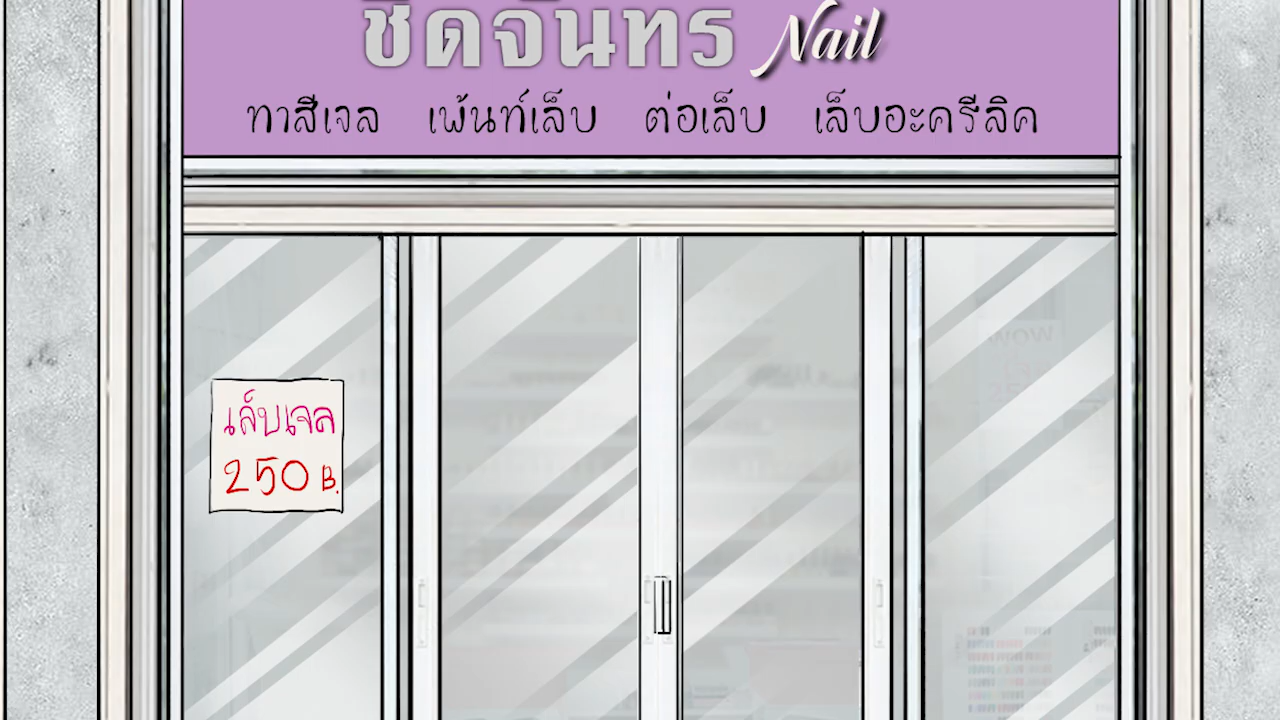 ชิดจันทร Nail
ทาสีเจล เพ้นท์เล็บ ต่อเล็บ เล็บอะครีลิค
WOW
เล็บเจล
250 B.